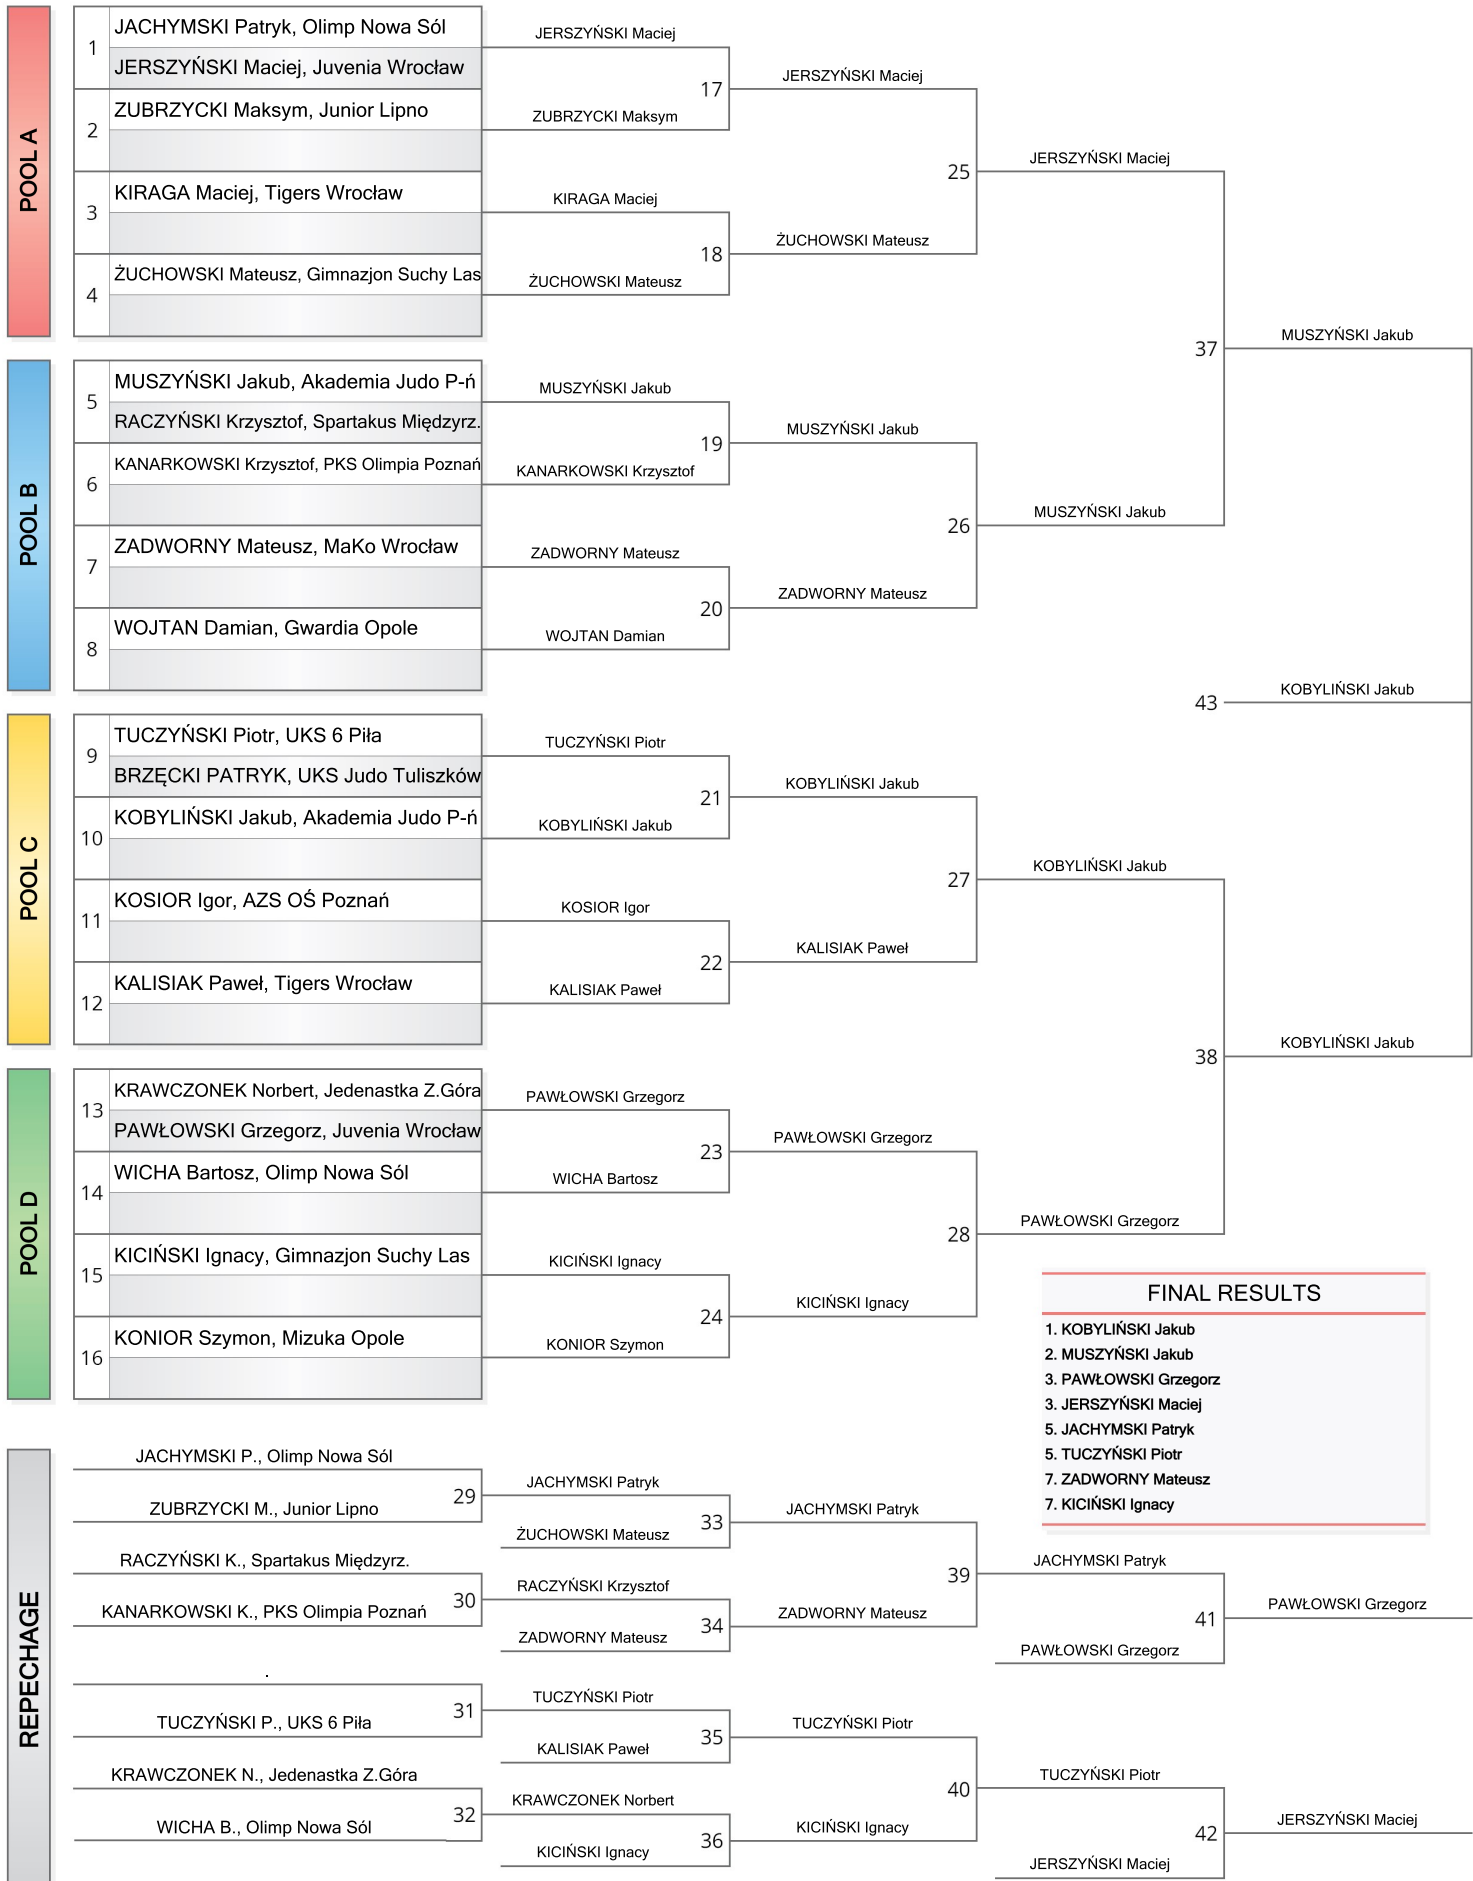 POOL A
1
JACHYMSKI Patryk, Olimp Nowa Sól
JERSZYŃSKI Maciej, Juvenia Wrocław
2
ZUBRZYCKI Maksym, Junior Lipno
3
KIRAGA Maciej, Tigers Wrocław
4
ŻUCHOWSKI Mateusz, Gimnazjon Suchy Las
JERSZYŃSKI Maciej
17
ZUBRZYCKI Maksym
KIRAGA Maciej
18
ŻUCHOWSKI Mateusz
JERSZYŃSKI Maciej
25
ŻUCHOWSKI Mateusz
JERSZYŃSKI Maciej
POOL B
5
MUSZYŃSKI Jakub, Akademia Judo P-ń
RACZYŃSKI Krzysztof, Spartakus Międzyrz.
6
KANARKOWSKI Krzysztof, PKS Olimpia Poznań
7
ZADWORNY Mateusz, MaKo Wrocław
8
WOJTAN Damian, Gwardia Opole
MUSZYŃSKI Jakub
19
KANARKOWSKI Krzysztof
ZADWORNY Mateusz
20
WOJTAN Damian
MUSZYŃSKI Jakub
26
ZADWORNY Mateusz
MUSZYŃSKI Jakub
37
MUSZYŃSKI Jakub
43
KOBYLIŃSKI Jakub
POOL C
9
TUCZYŃSKI Piotr, UKS 6 Piła
BRZĘCKI PATRYK, UKS Judo Tuliszków
10
KOBYLIŃSKI Jakub, Akademia Judo P-ń
11
KOSIOR Igor, AZS OŚ Poznań
12
KALISIAK Paweł, Tigers Wrocław
TUCZYŃSKI Piotr
21
KOBYLIŃSKI Jakub
KOSIOR Igor
22
KALISIAK Paweł
KOBYLIŃSKI Jakub
27
KALISIAK Paweł
KOBYLIŃSKI Jakub
38
KOBYLIŃSKI Jakub
POOL D
13
KRAWCZONEK Norbert, Jedenastka Z.Góra
PAWŁOWSKI Grzegorz, Juvenia Wrocław
14
WICHA Bartosz, Olimp Nowa Sól
15
KICIŃSKI Ignacy, Gimnazjon Suchy Las
16
KONIOR Szymon, Mizuka Opole
PAWŁOWSKI Grzegorz
23
WICHA Bartosz
KICIŃSKI Ignacy
24
KONIOR Szymon
PAWŁOWSKI Grzegorz
28
KICIŃSKI Ignacy
PAWŁOWSKI Grzegorz
FINAL RESULTS
1. KOBYLIŃSKI Jakub
2. MUSZYŃSKI Jakub
3. PAWŁOWSKI Grzegorz
3. JERSZYŃSKI Maciej
5. JACHYMSKI Patryk
5. TUCZYŃSKI Piotr
7. ZADWORNY Mateusz
7. KICIŃSKI Ignacy
REPECHAGE
JACHYMSKI P., Olimp Nowa Sól
29
ZUBRZYCKI M., Junior Lipno
RACZYŃSKI K., Spartakus Międzyrz.
30
KANARKOWSKI K., PKS Olimpia Poznań
.
31
TUCZYŃSKI P., UKS 6 Piła
KRAWCZONEK N., Jedenastka Z.Góra
32
WICHA B., Olimp Nowa Sól
JACHYMSKI Patryk
33
ŻUCHOWSKI Mateusz
RACZYŃSKI Krzysztof
34
ZADWORNY Mateusz
TUCZYŃSKI Piotr
35
KALISIAK Paweł
KRAWCZONEK Norbert
36
KICIŃSKI Ignacy
JACHYMSKI Patryk
39
ZADWORNY Mateusz
TUCZYŃSKI Piotr
40
KICIŃSKI Ignacy
JACHYMSKI Patryk
41
PAWŁOWSKI Grzegorz
TUCZYŃSKI Piotr
42
JERSZYŃSKI Maciej
PAWŁOWSKI Grzegorz
JERSZYŃSKI Maciej